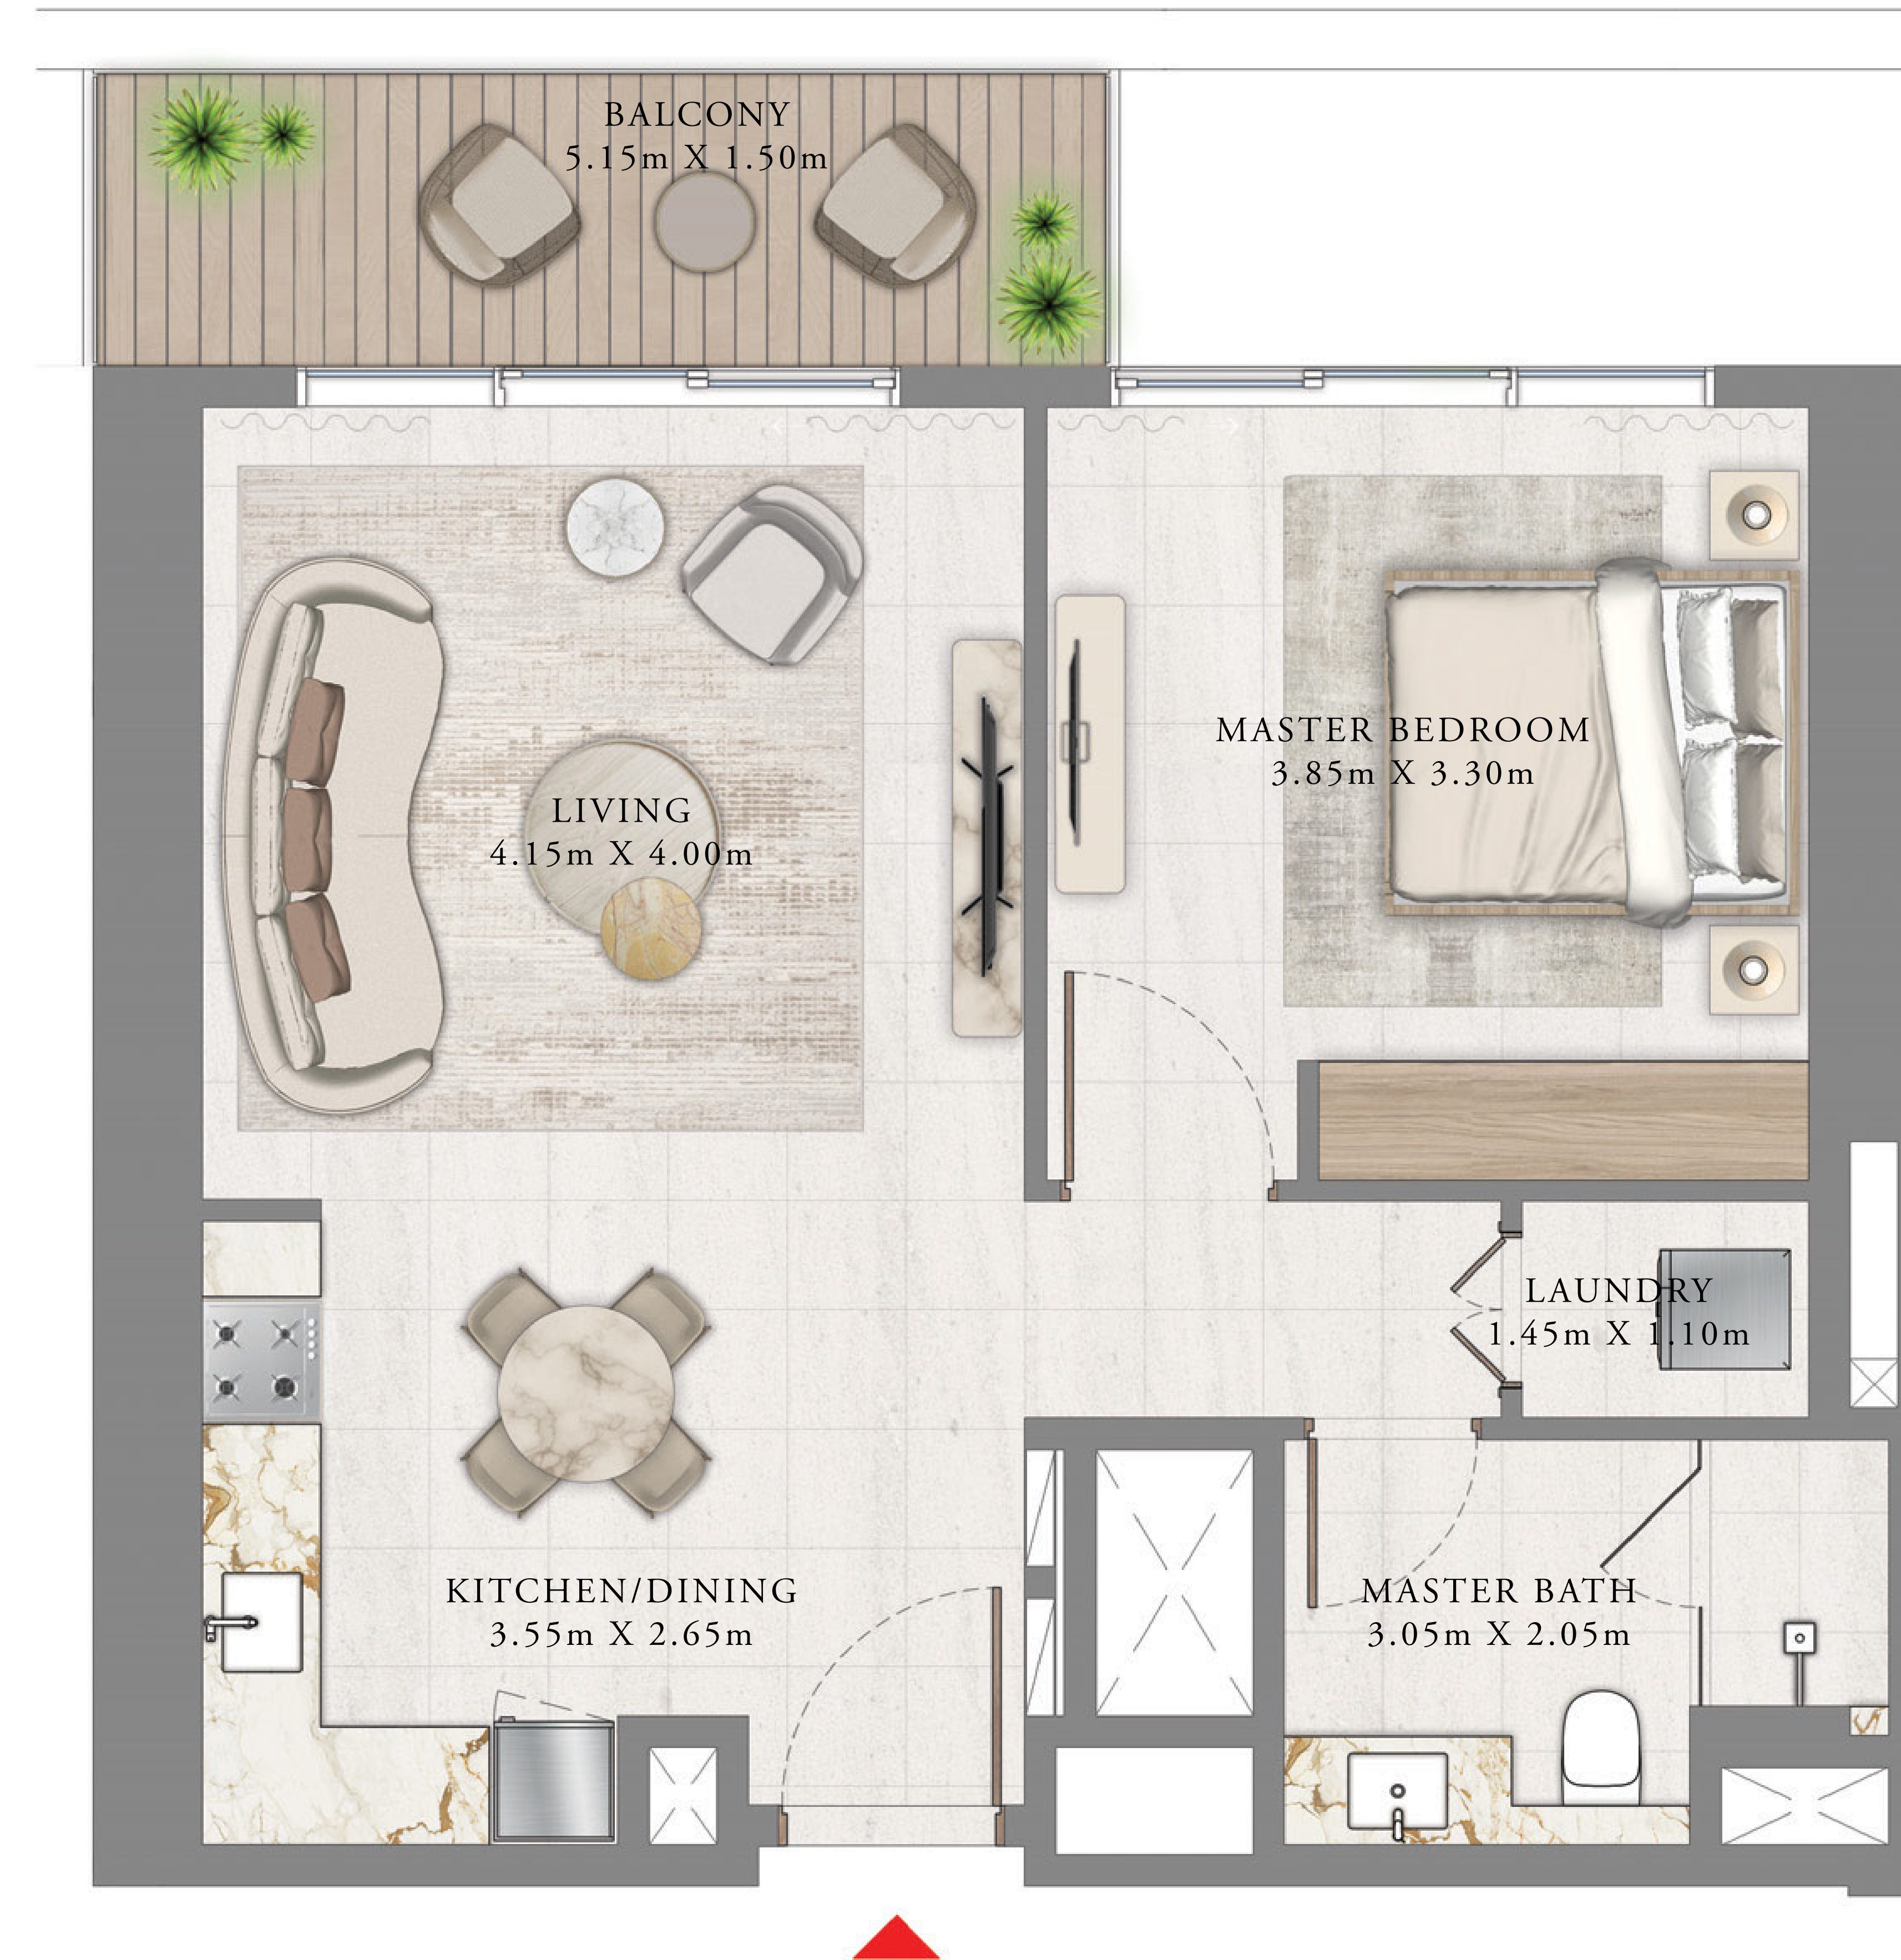 BALCONY
5.15m X 1.50m
MASTER BEDROOM
3.85m X 3.30m
LIVING
4.15m X 4.00m
LAUNDRY
1.45m X 1.10m
KITCHEN/DINING
3.55m X 2.65m
MASTER BATH
3.05m X 2.05m